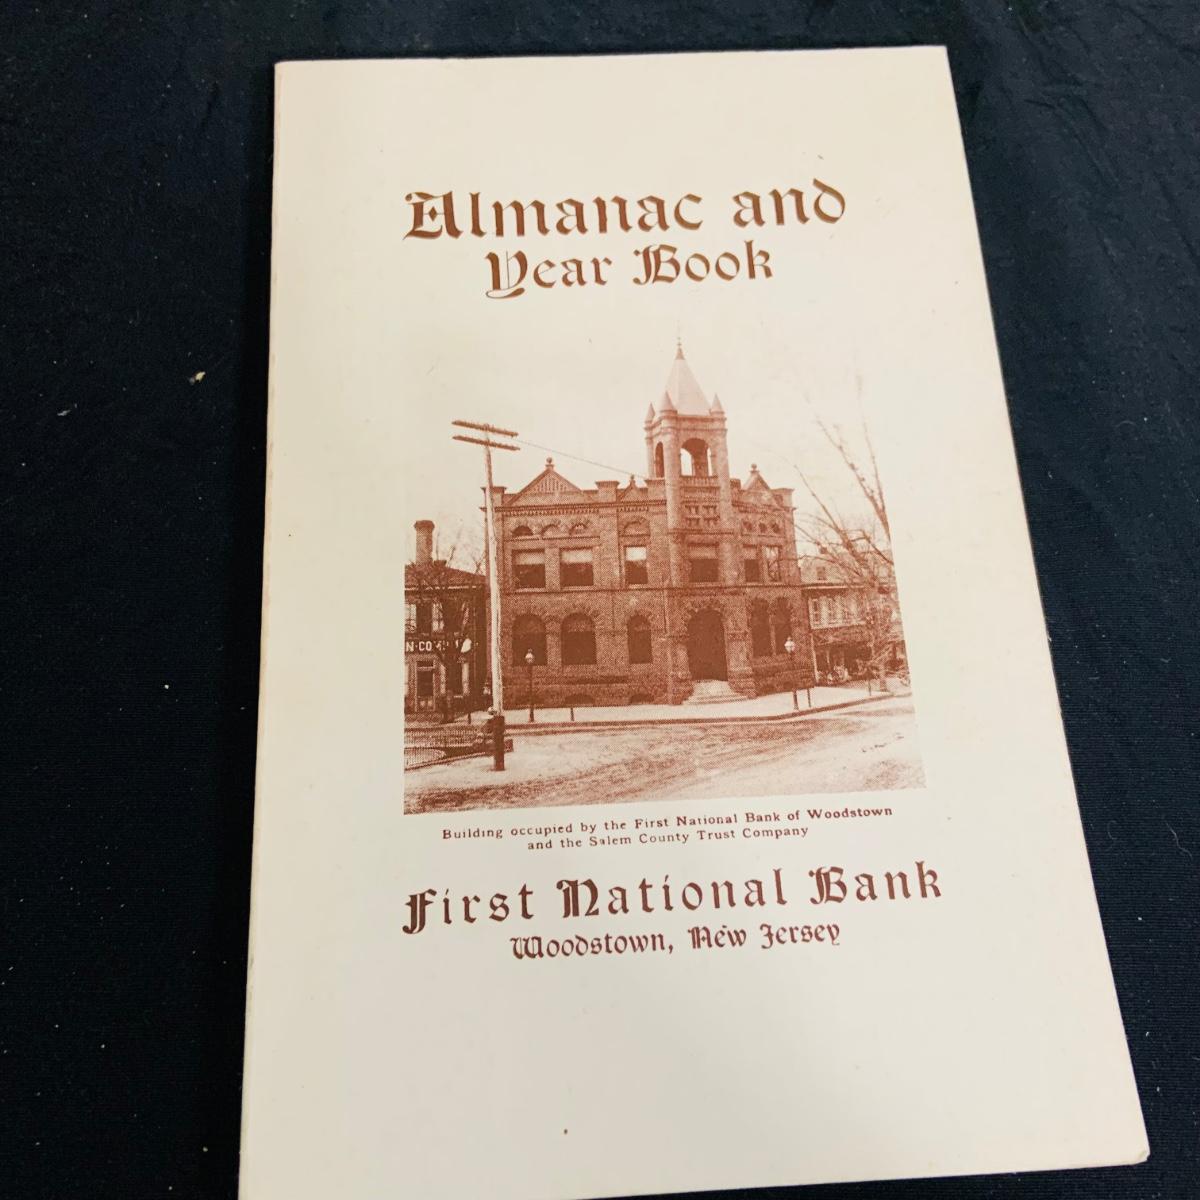 Almanac and
Year Book
N-CO
Building occupied by the First National Bank of Woodstown
and the Salem County Trust Company
First National Bank
Woodstown, New Jersey